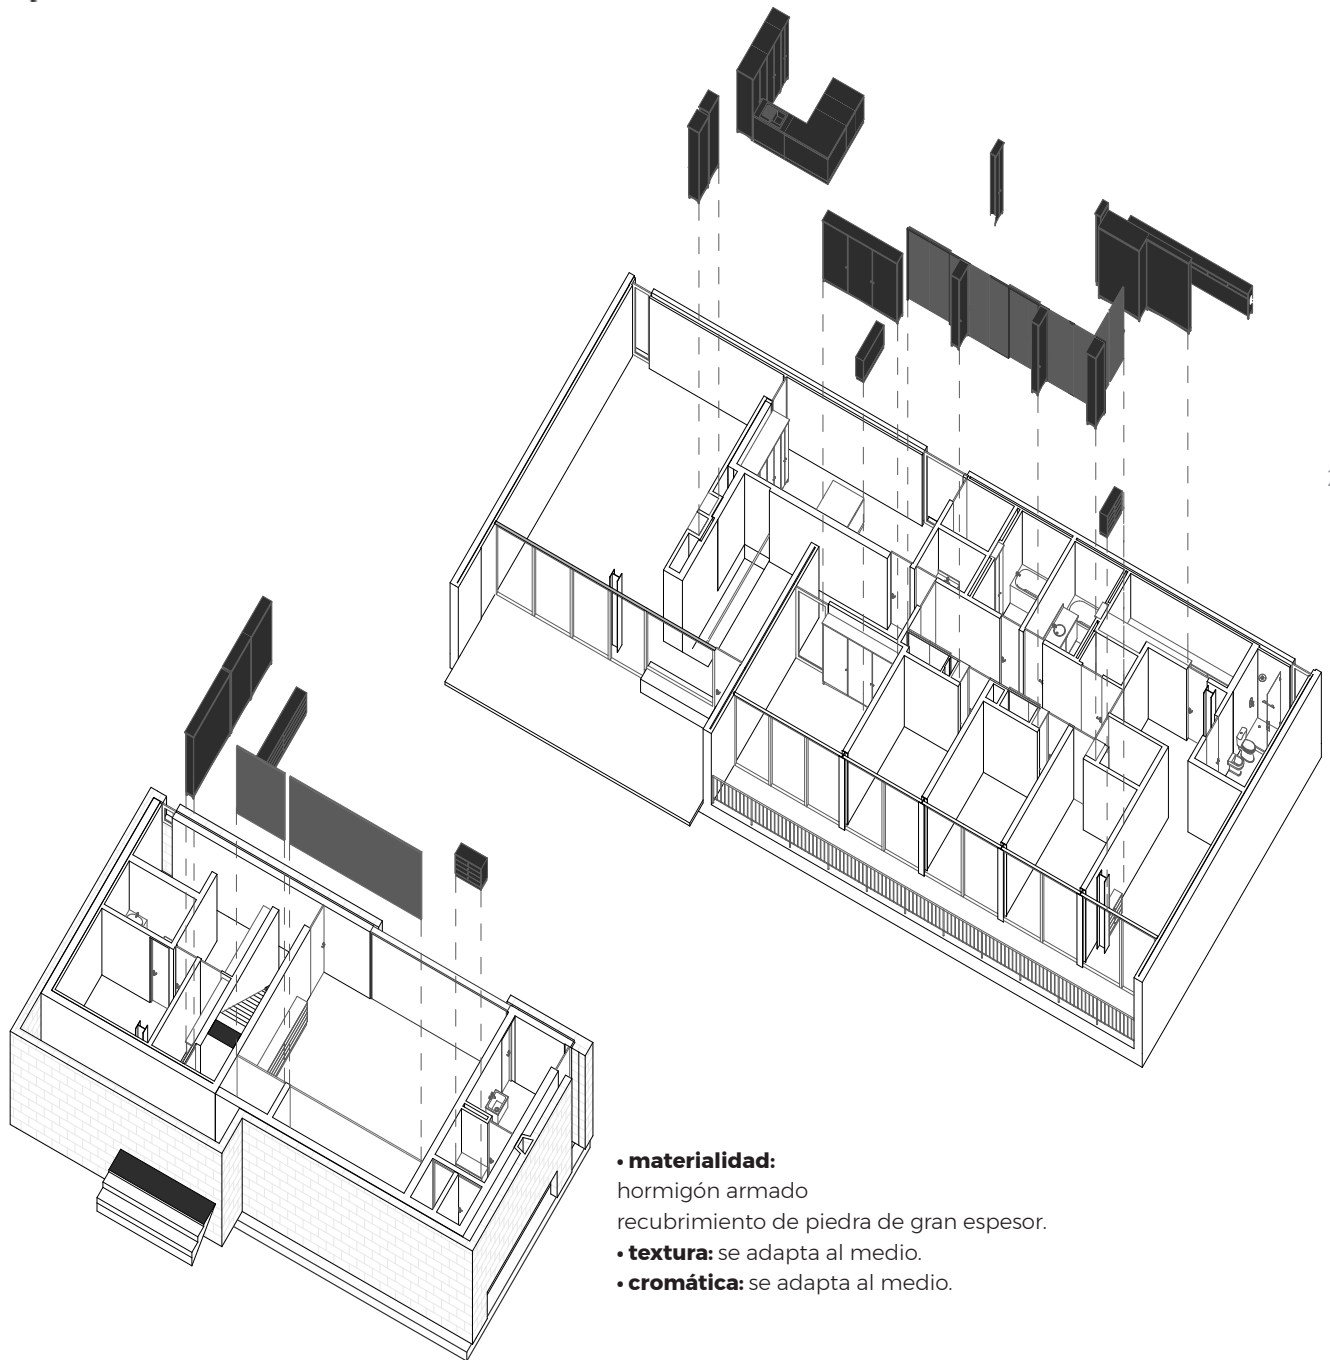 • materialidad:
hormigón armado
recubrimiento de piedra de gran espesor.
• textura: se adapta al medio.
• cromática: se adapta al medio.